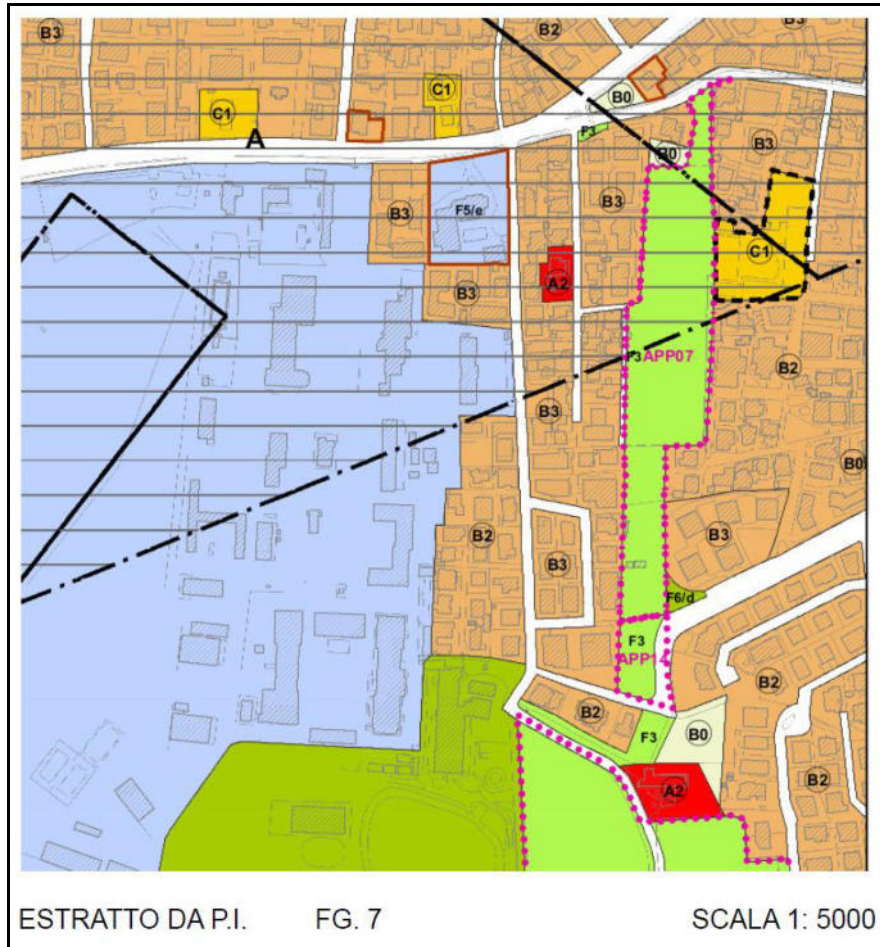 B3
B2
B3
C1
C1
B0
A
F3
B0
B3
B3
B3
F5/e
C1
A2
B3
F3
APP07
B2
B3
B0
B2
B3
B3
F6/d
F3
APP14
B2
B2
F3
B0
B2
A2
ESTRATTO DA P.I. FG. 7 SCALA 1: 5000